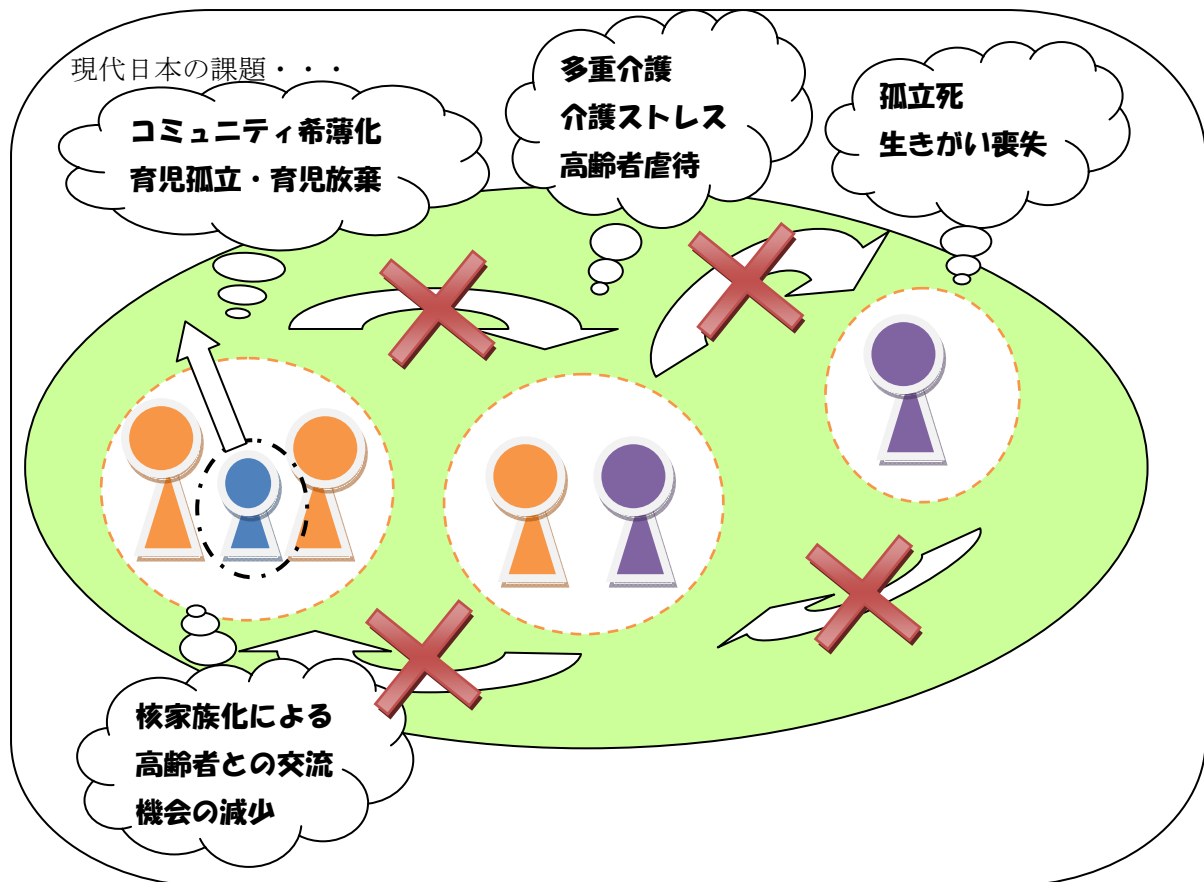 現代日本の課題・・・
コミュニティ希薄化
育児孤立・育児放棄
多重介護
介護ストレス
高齢者虐待
孤立死
生きがい喪失
核家族化による
高齢者との交流
機会の減少